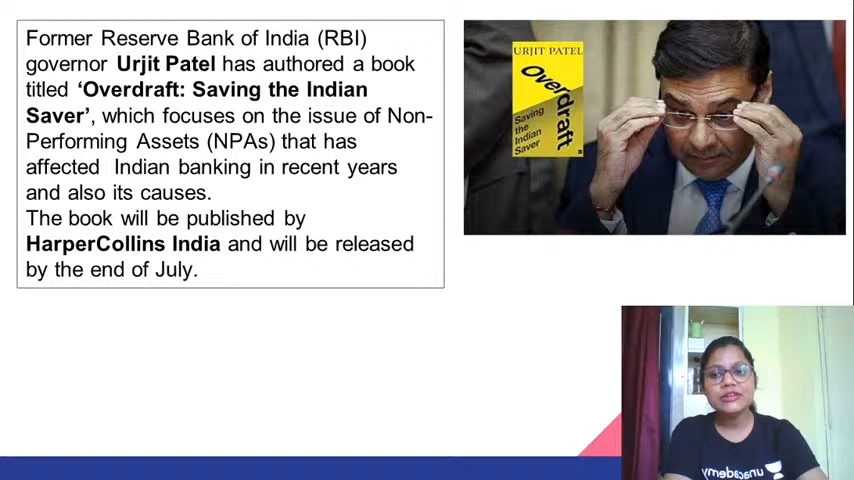 Former Reserve Bank of India (RBI)
governor Urjit Patel has authored a book
titled ‘Overdraft: Saving the Indian
Saver’, which focuses on the issue of Non-
Performing Assets (NPAs) that has
affected Indian banking in recent years
and also its causes.
The book will be published by
HarperCollins India and will be released
by the end of July.
URJIT PATEL
Overdraft
Saving
the
Indian
Saver
unacademy